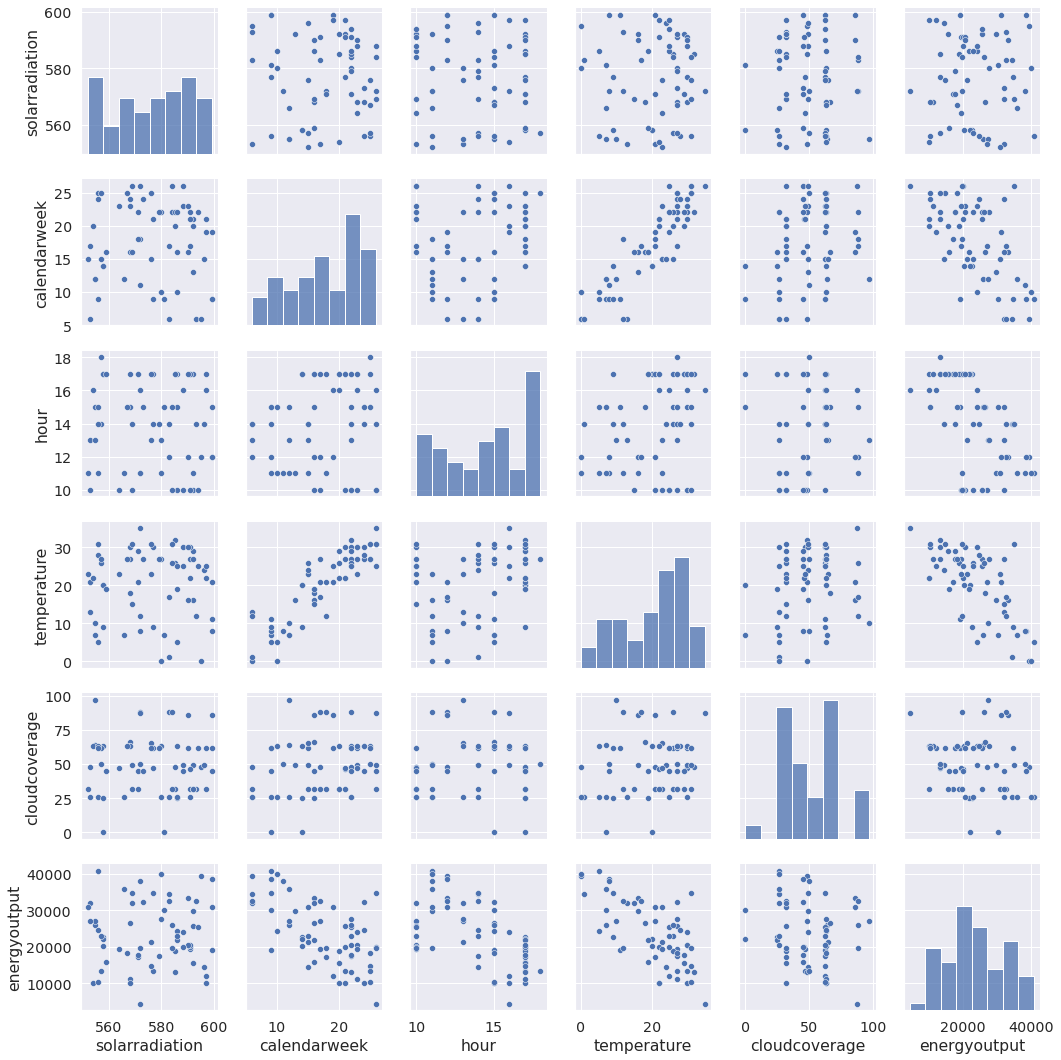 600
580
560
solarradiation
25
20
15
10
5
calendarweek
18
16
14
12
10
hour
30
20
10
0
temperature
100
75
50
25
0
cloudcoverage
40000
30000
20000
10000
energyoutput
560 600
solarradiation
10 20
calendarweek
10 15
hour
0 20
temperature
0 50 100
cloudcoverage
20000 40000
energyoutput